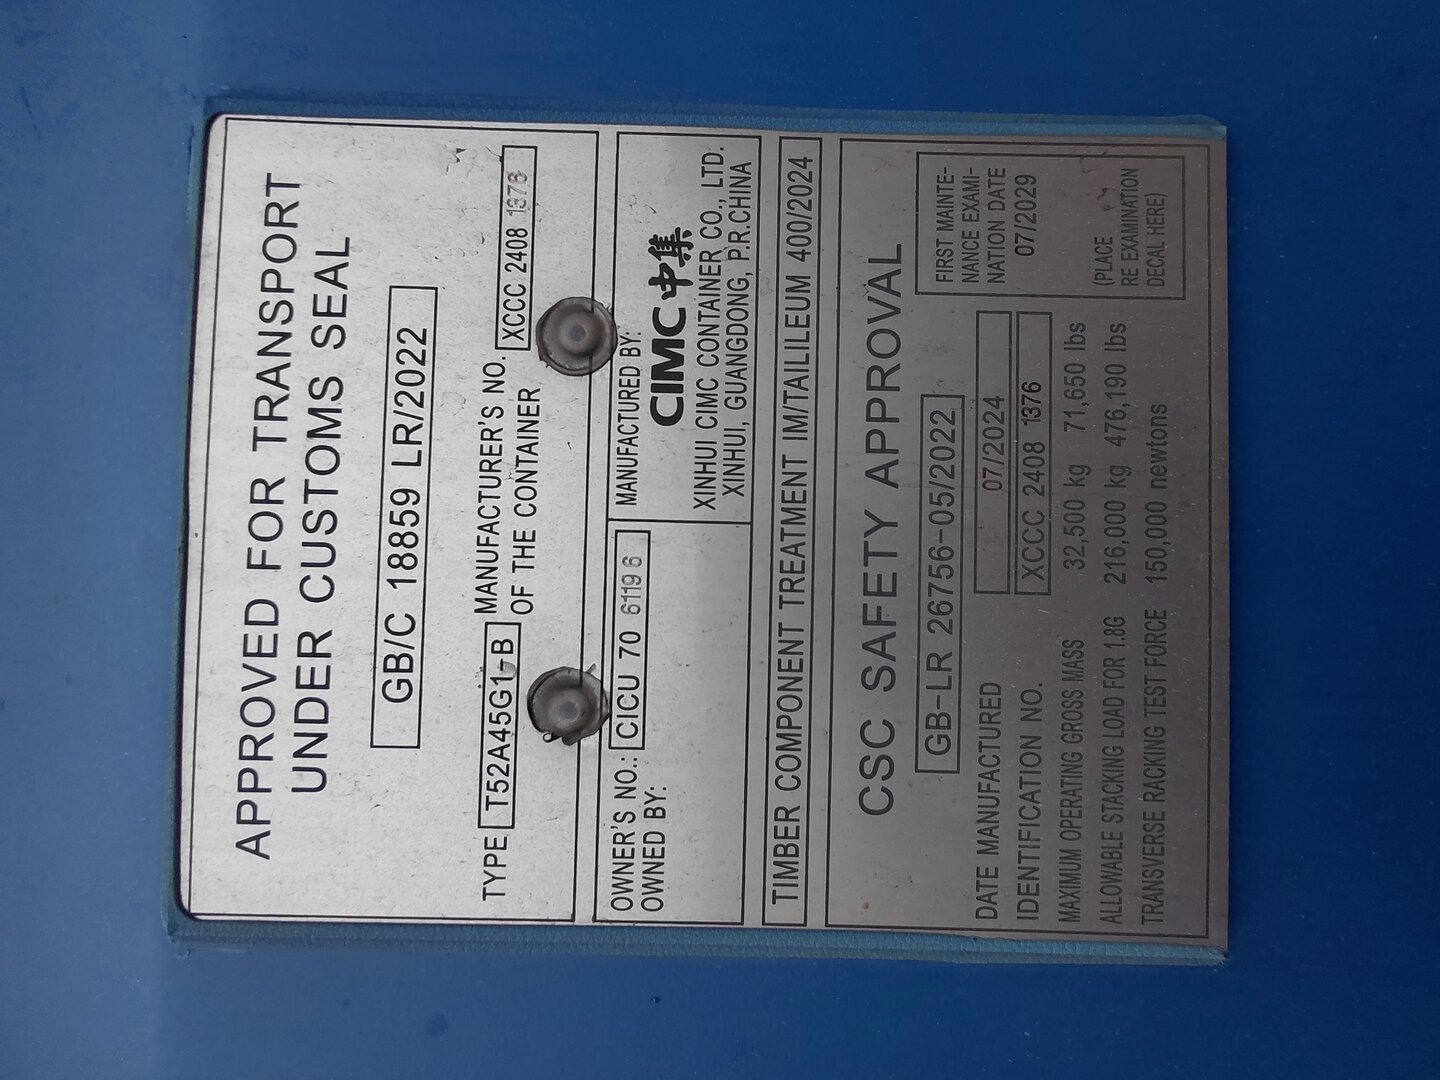 APPROVED FOR TRANSPORT
UNDER CUSTOMS SEAL
GB/C 18859 LR/2022
TYPE T52A45G1-B MANUFACTURER'S NO.
OF THE CONTAINER XCCC 2408 1376
OWNER'S NO.: CICU 70 6119 6
OWNED BY:
MANUFACTURED BY:
CIMC 中集
XINHUI CIMC CONTAINER CO., LTD.
XINHUI, GUANGDONG, P.R.CHINA
TIMBER COMPONENT TREATMENT IM/TAILILEUM 400/2024
CSC SAFETY APPROVAL
GB-LR 26756-05/2022
DATE MANUFACTURED 07/2024
IDENTIFICATION NO. XCCC 2408 1376
MAXIMUM OPERATING GROSS MASS 32,500 kg 71,650 lbs
ALLOWABLE STACKING LOAD FOR 1.8G 216,000 kg 476,190 lbs
TRANSVERSE RACKING TEST FORCE 150,000 newtons
FIRST MAINTE-
NANCE EXAMI-
NATION DATE
07/2029
(PLACE
RE EXAMINATION
DECAL HERE)